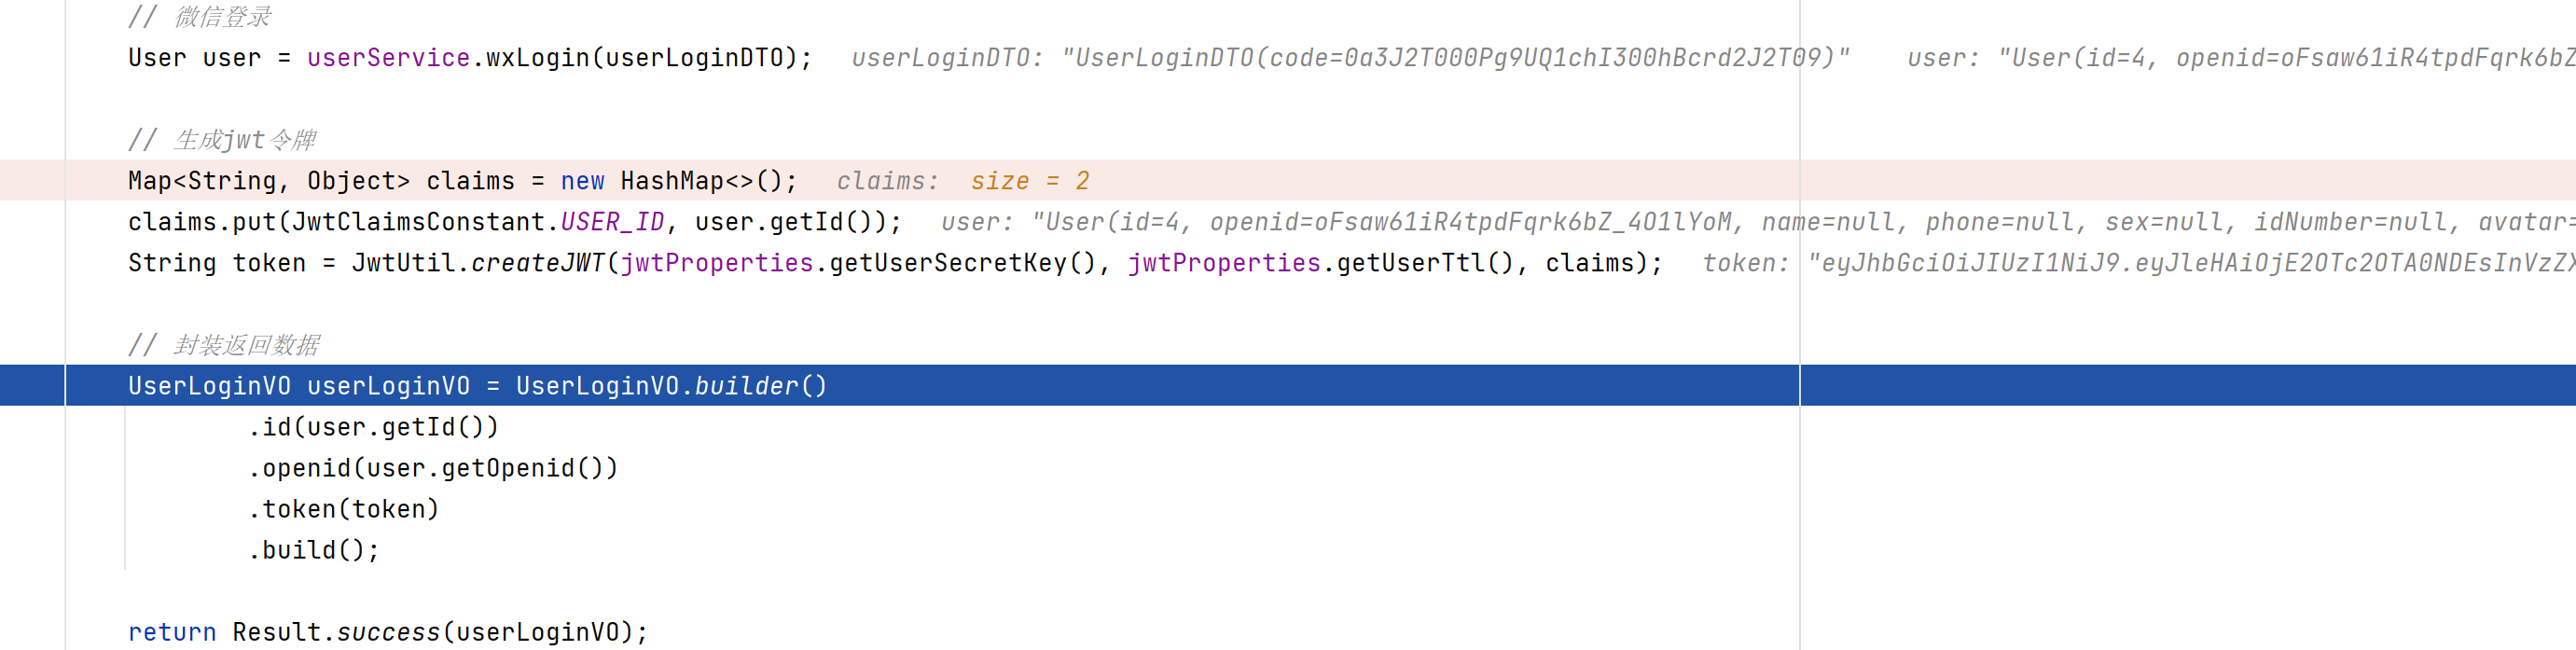 // 微信登录
User user = userService.wxLogin(userLoginDTO); userLoginDTO: "UserLoginDTO(code=0a3J2T000Pg9UQ1chI300hBcrd2J2T09)" user: "User(id=4, openid=oFsaw61iR4tpdFqrk6bZ
// 生成jwt令牌
Map<String, Object> claims = new HashMap<>(); claims: size = 2
claims.put(JwtClaimsConstant.USER_ID, user.getId()); user: "User(id=4, openid=oFsaw61iR4tpdFqrk6bZ_4O1lYoM, name=null, phone=null, sex=null, idNumber=null, avatar=
String token = JwtUtil.createJWT(jwtProperties.getUserSecretKey(), jwtProperties.getUserTtl(), claims); token: "eyJhbGciOiJIUzI1NiJ9.eyJleHAiOjE2OTc2OTA0NDEsInVzZX
// 封装返回数据
UserLoginVO userLoginVO = UserLoginVO.builder()
.id(user.getId())
.openid(user.getOpenid())
.token(token)
.build();
return Result.success(userLoginVO);